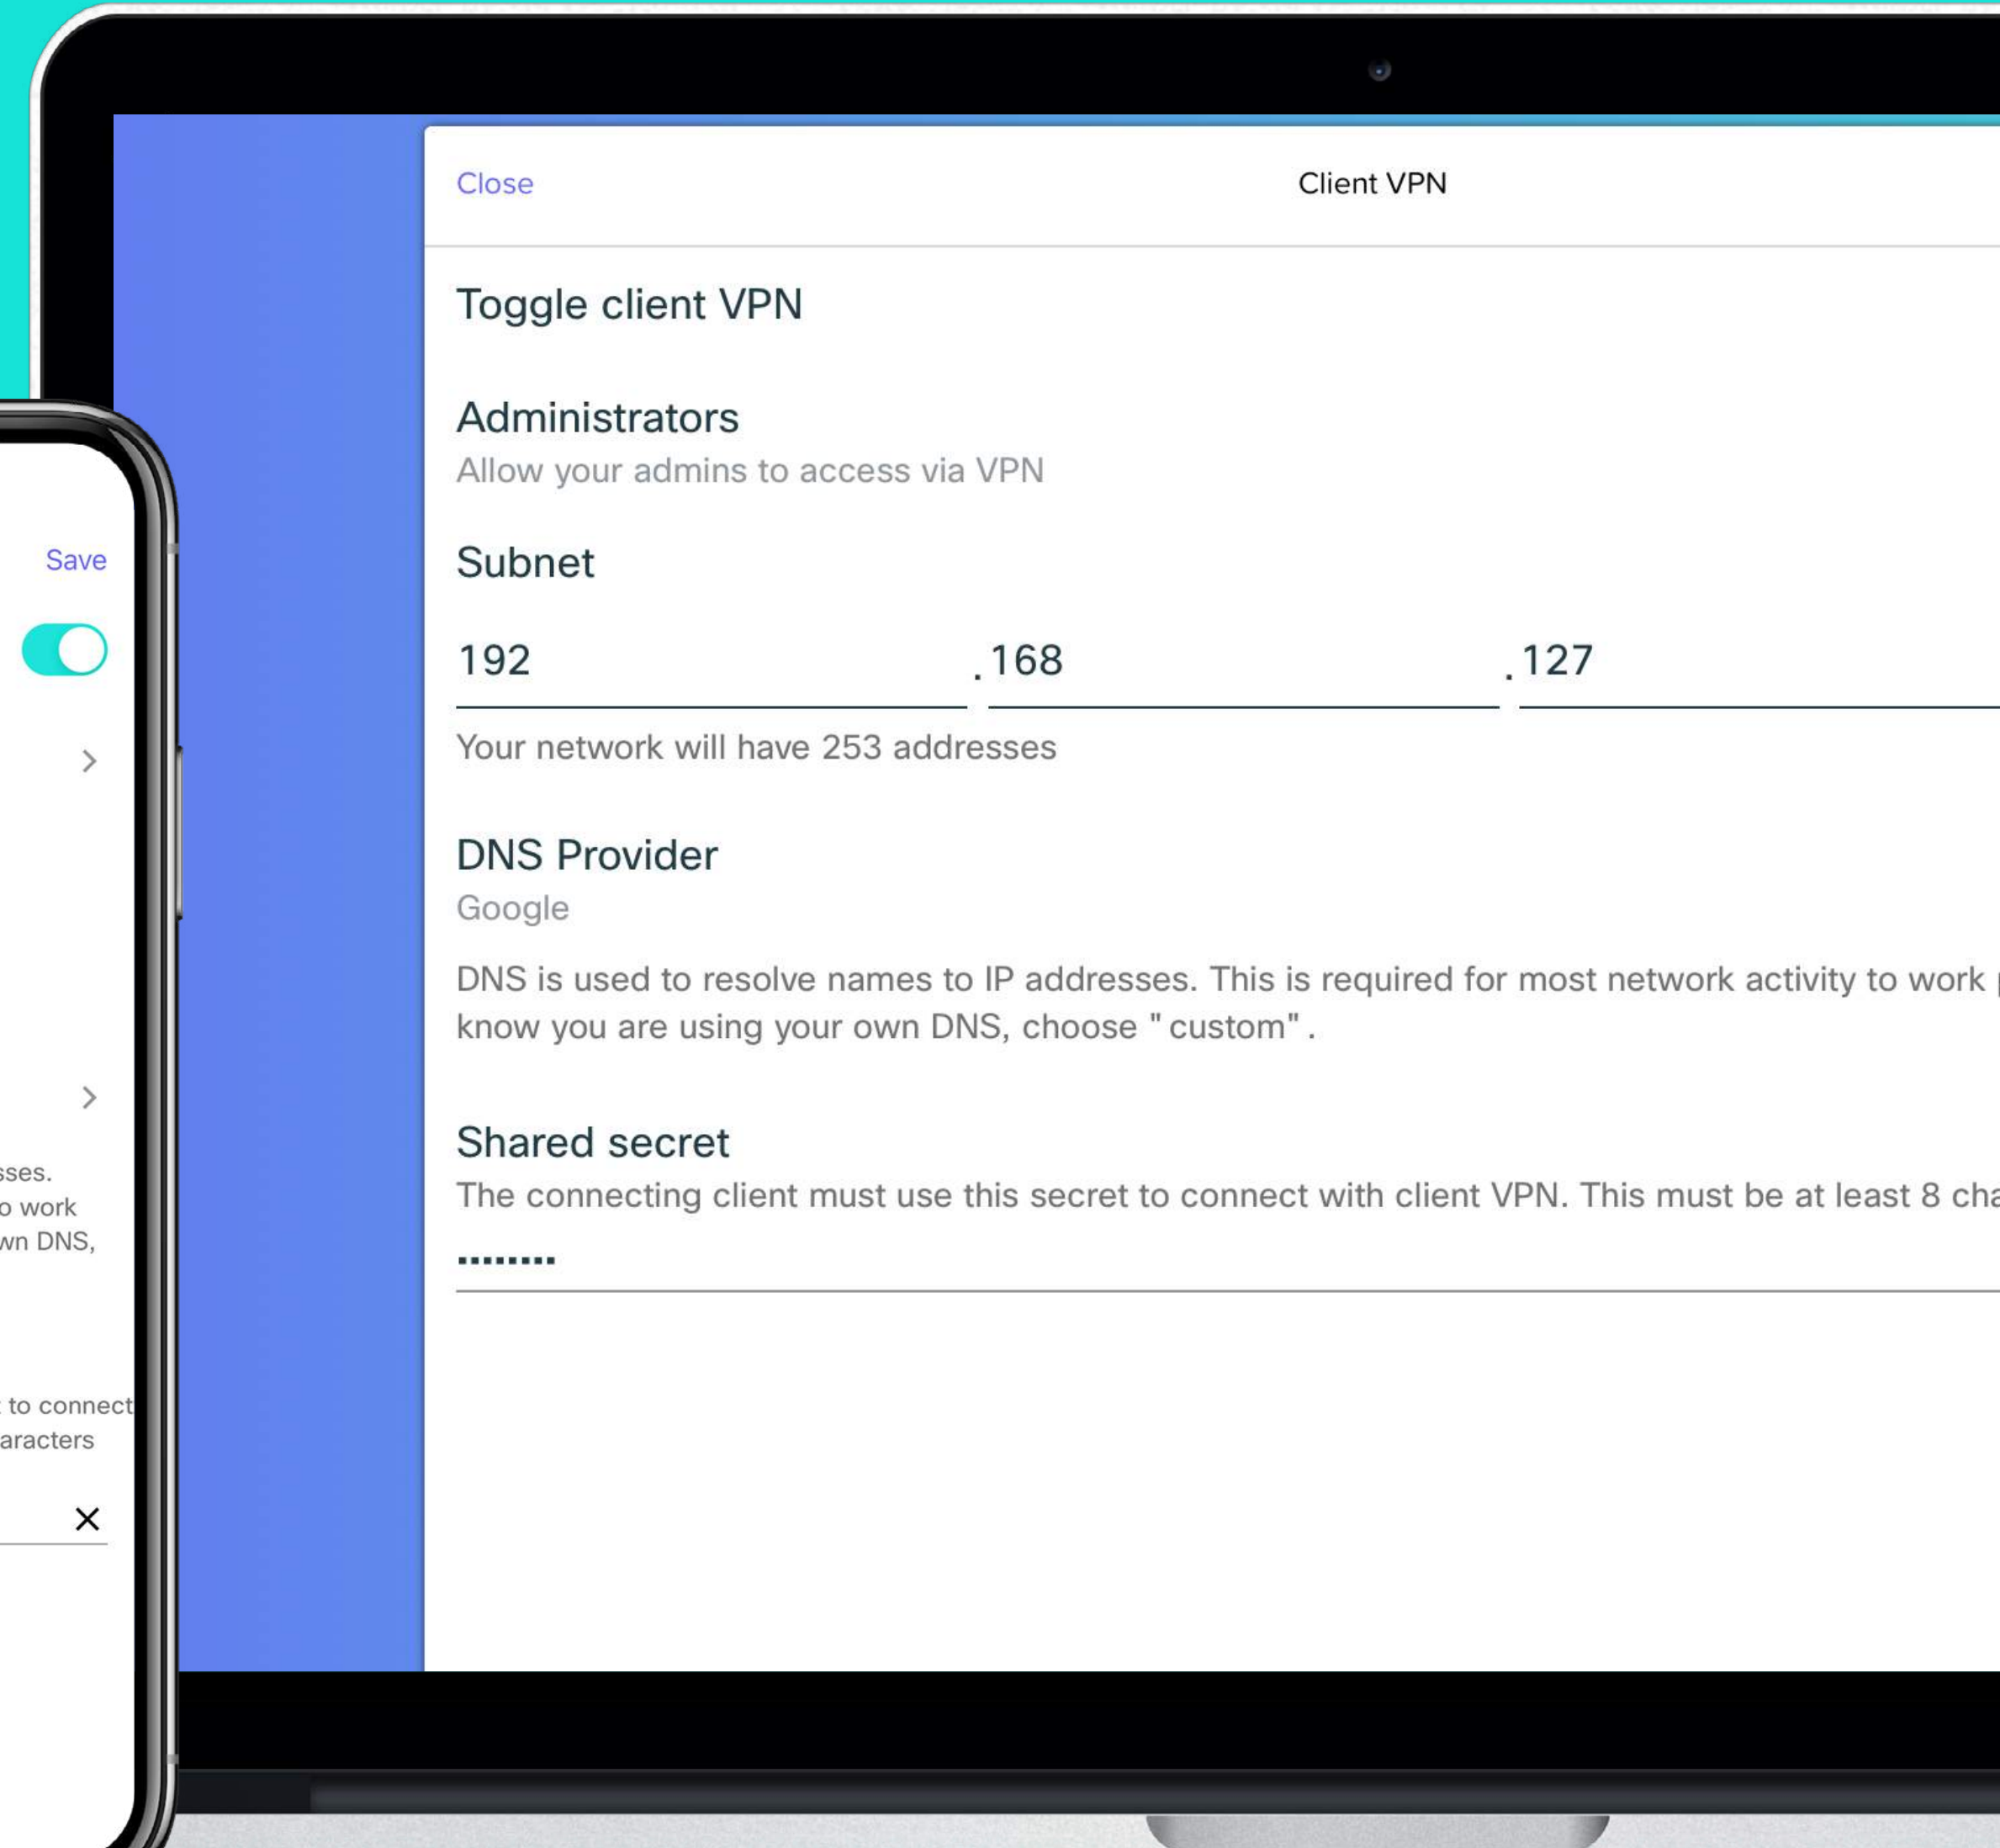 Close
Client VPN
Toggle client VPN
Administrators
Allow your admins to access via VPN
Subnet
192 .168 .127
Your network will have 253 addresses
DNS Provider
Google
DNS is used to resolve names to IP addresses. This is required for most network activity to work
know you are using your own DNS, choose "custom".
Shared secret
The connecting client must use this secret to connect with client VPN. This must be at least 8
Save
work
DNS,
to connect